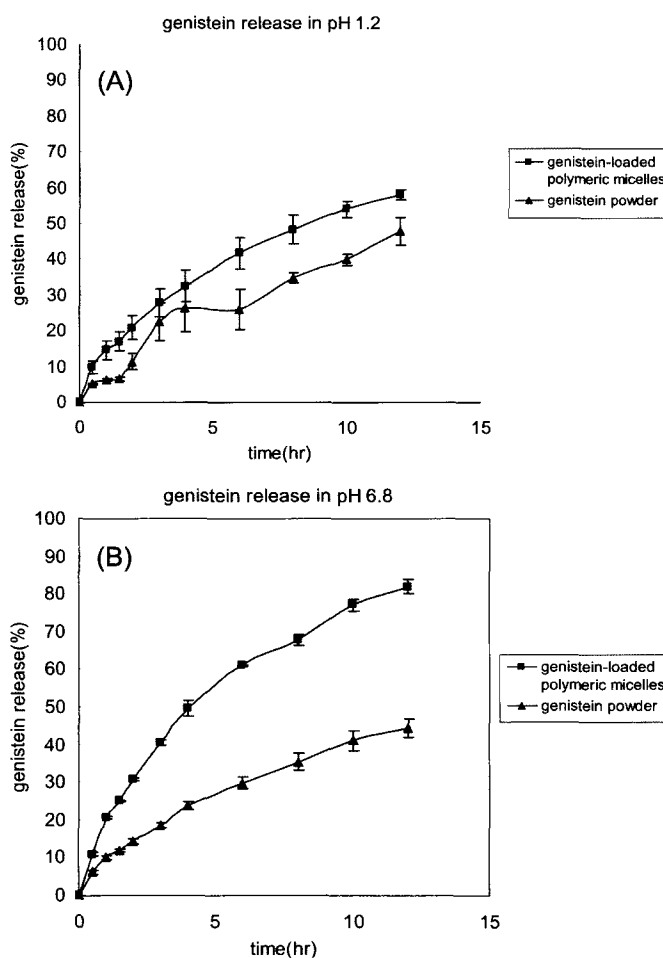 genistein release in pH 1.2
100
90
80
70
60
50
40
30
20
10
0
(A)
genistein release(%)
0
5
10
15
time(hr)
genistein-loaded
polymeric micelles
genistein powder
genistein release in pH 6.8
100
90
80
70
60
50
40
30
20
10
0
(B)
genistein release(%)
0
5
10
15
time(hr)
genistein-loaded
polymeric micelles
genistein powder